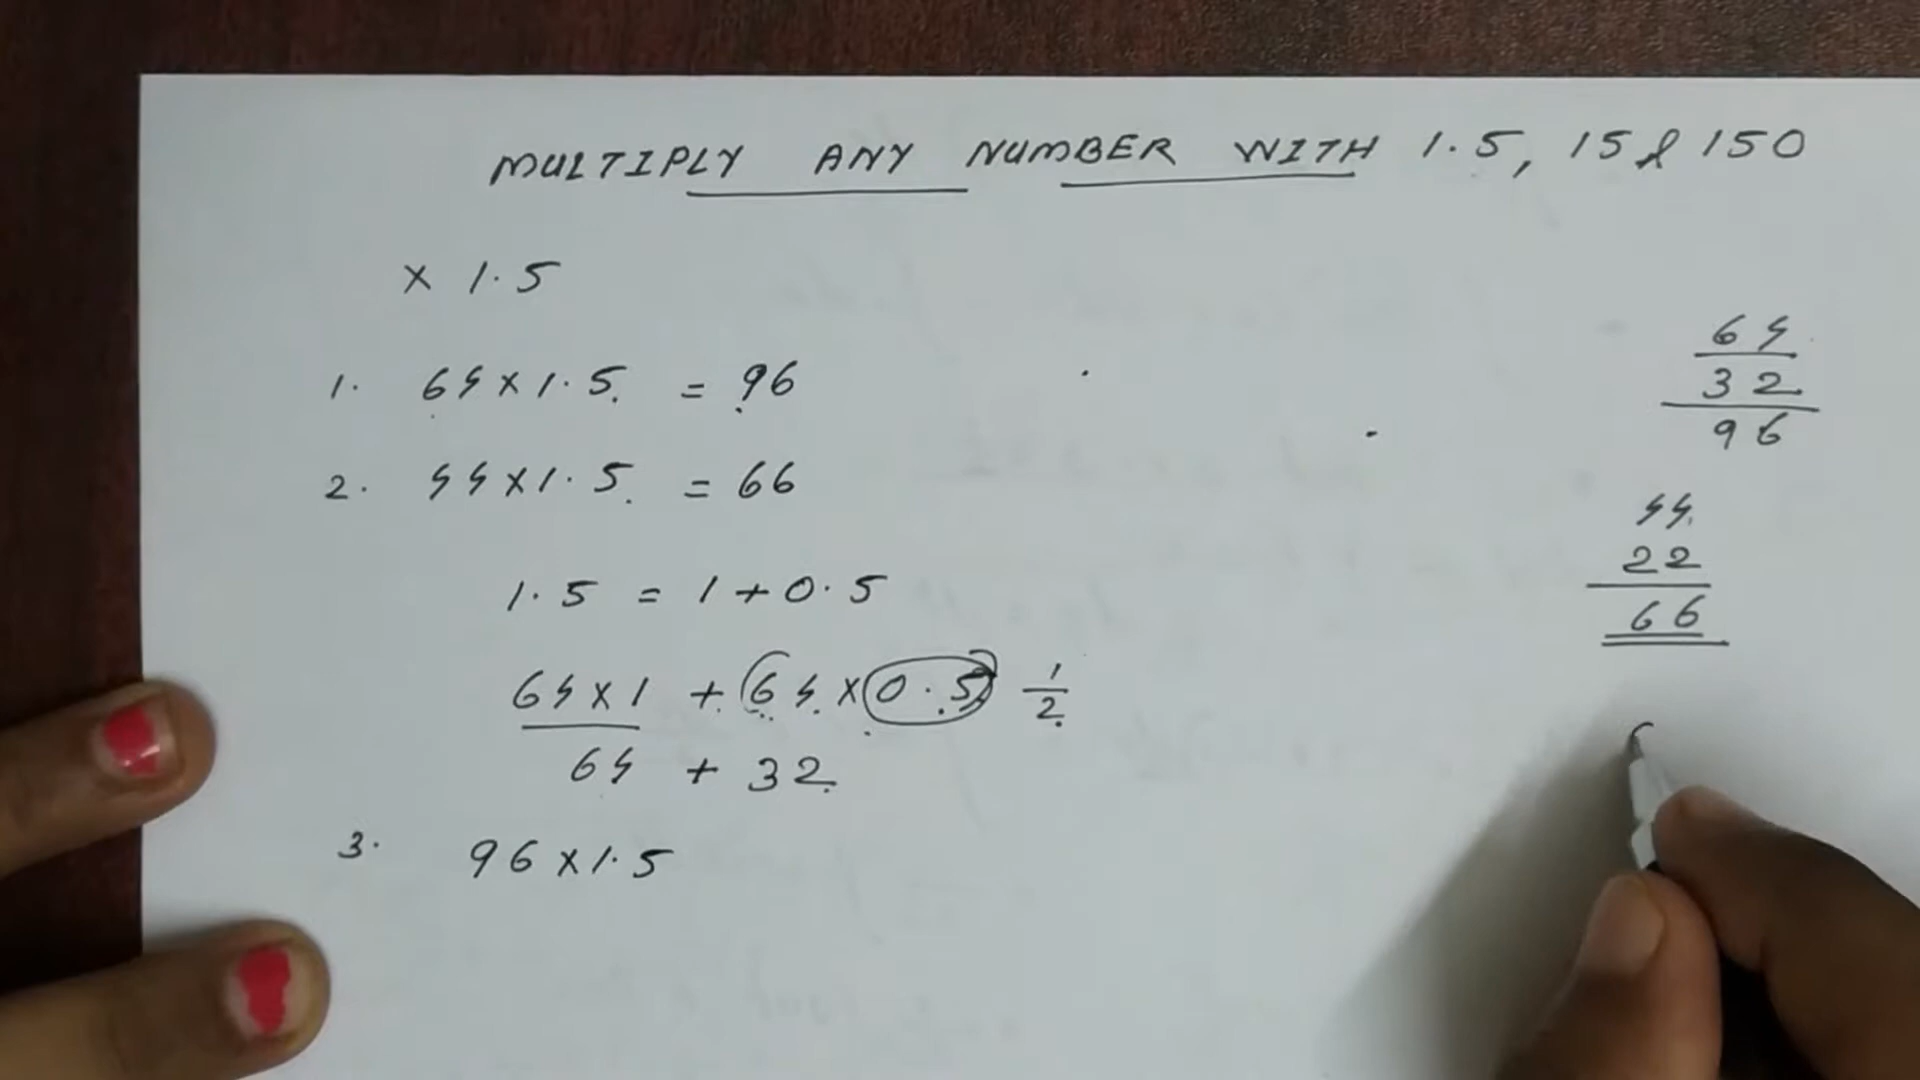 MULTIPLY ANY NUMBER WITH 1.5, 15 & 150
× 1.5
1. 64×1.5 = 96
2. 44×1.5 = 66
1.5 = 1+0.5
64×1 + (64×0.5) 1/2
64 + 32
3. 96×1.5
64
32
96
44
22
66